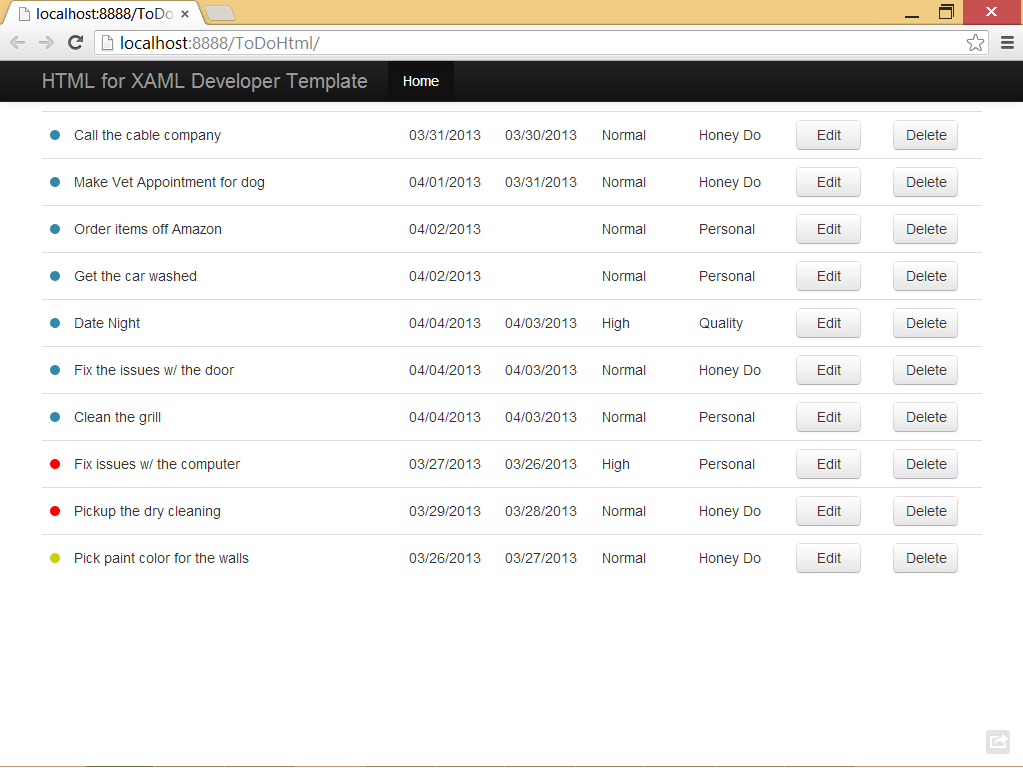 localhost:8888/ToDo
localhost:8888/ToDoHtml/
HTML for XAML Developer Template Home
Call the cable company 03/31/2013 03/30/2013 Normal Honey Do Edit Delete
Make Vet Appointment for dog 04/01/2013 03/31/2013 Normal Honey Do Edit Delete
Order items off Amazon 04/02/2013 Normal Personal Edit Delete
Get the car washed 04/02/2013 Normal Personal Edit Delete
Date Night 04/04/2013 04/03/2013 High Quality Edit Delete
Fix the issues w/ the door 04/04/2013 04/03/2013 Normal Honey Do Edit Delete
Clean the grill 04/04/2013 04/03/2013 Normal Personal Edit Delete
Fix issues w/ the computer 03/27/2013 03/26/2013 High Personal Edit Delete
Pickup the dry cleaning 03/29/2013 03/28/2013 Normal Honey Do Edit Delete
Pick paint color for the walls 03/26/2013 03/27/2013 Normal Honey Do Edit Delete